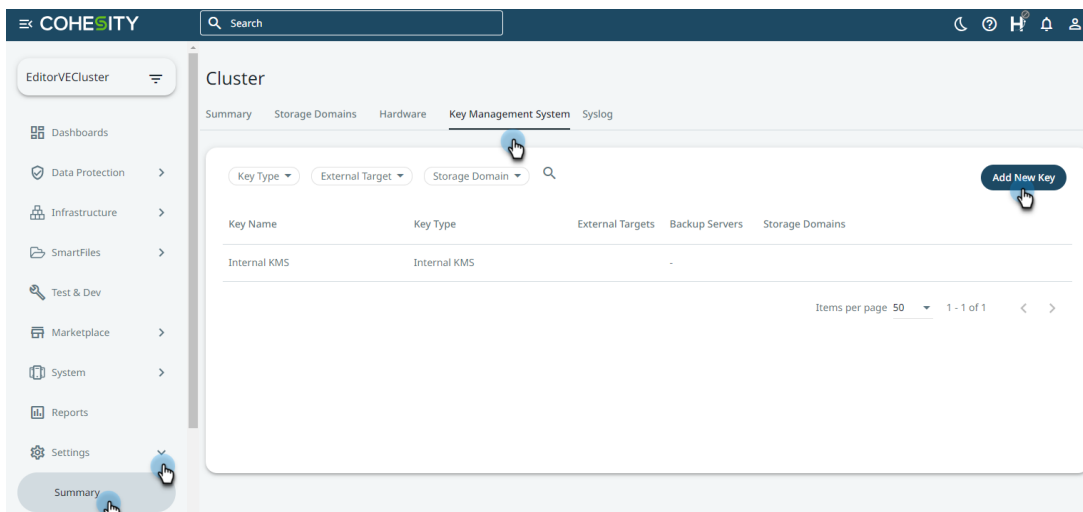 COHESITY
Search
H
EditorVECluster
Dashboards
Data Protection
Infrastructure
SmartFiles
Test & Dev
Marketplace
System
Reports
Settings
Summary
Cluster
Summary Storage Domains Hardware Key Management System Syslog
Key Type External Target Storage Domain
Add New Key
Key Name Key Type External Targets Backup Servers Storage Domains
Internal KMS Internal KMS -
Items per page 50 1 - 1 of 1